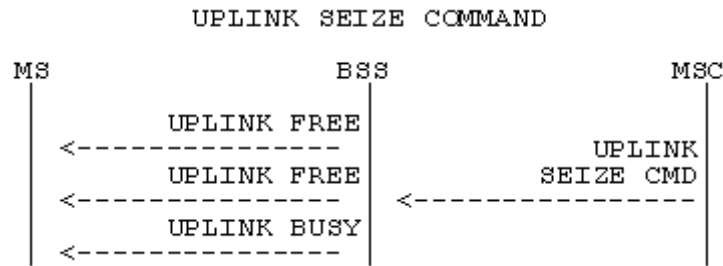 UPLINK SEIZE COMMAND
MS BSS MSC
UPLINK FREE
UPLINK
UPLINK FREE SEIZE CMD
UPLINK BUSY